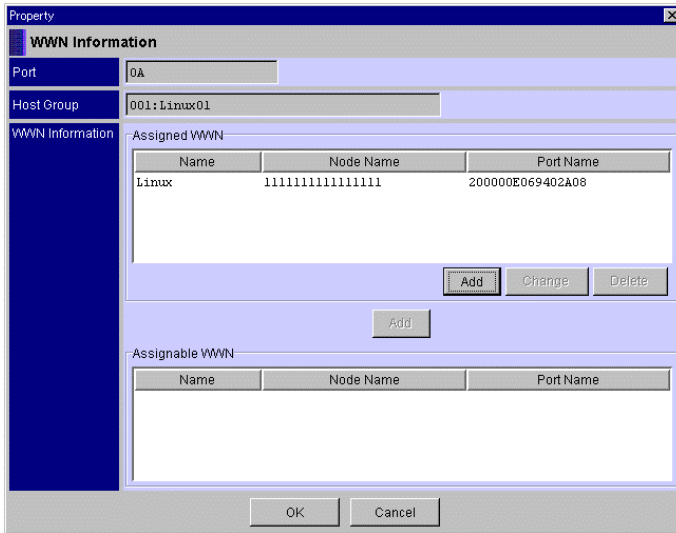 Property
WWN Information
Port
0A
Host Group
001:Linux01
WWN Information
Assigned WWN
Name Node Name Port Name
Linux 1111111111111111 200000E069402A08
Add Change Delete
Add
Assignable WWN
Name Node Name Port Name
OK Cancel